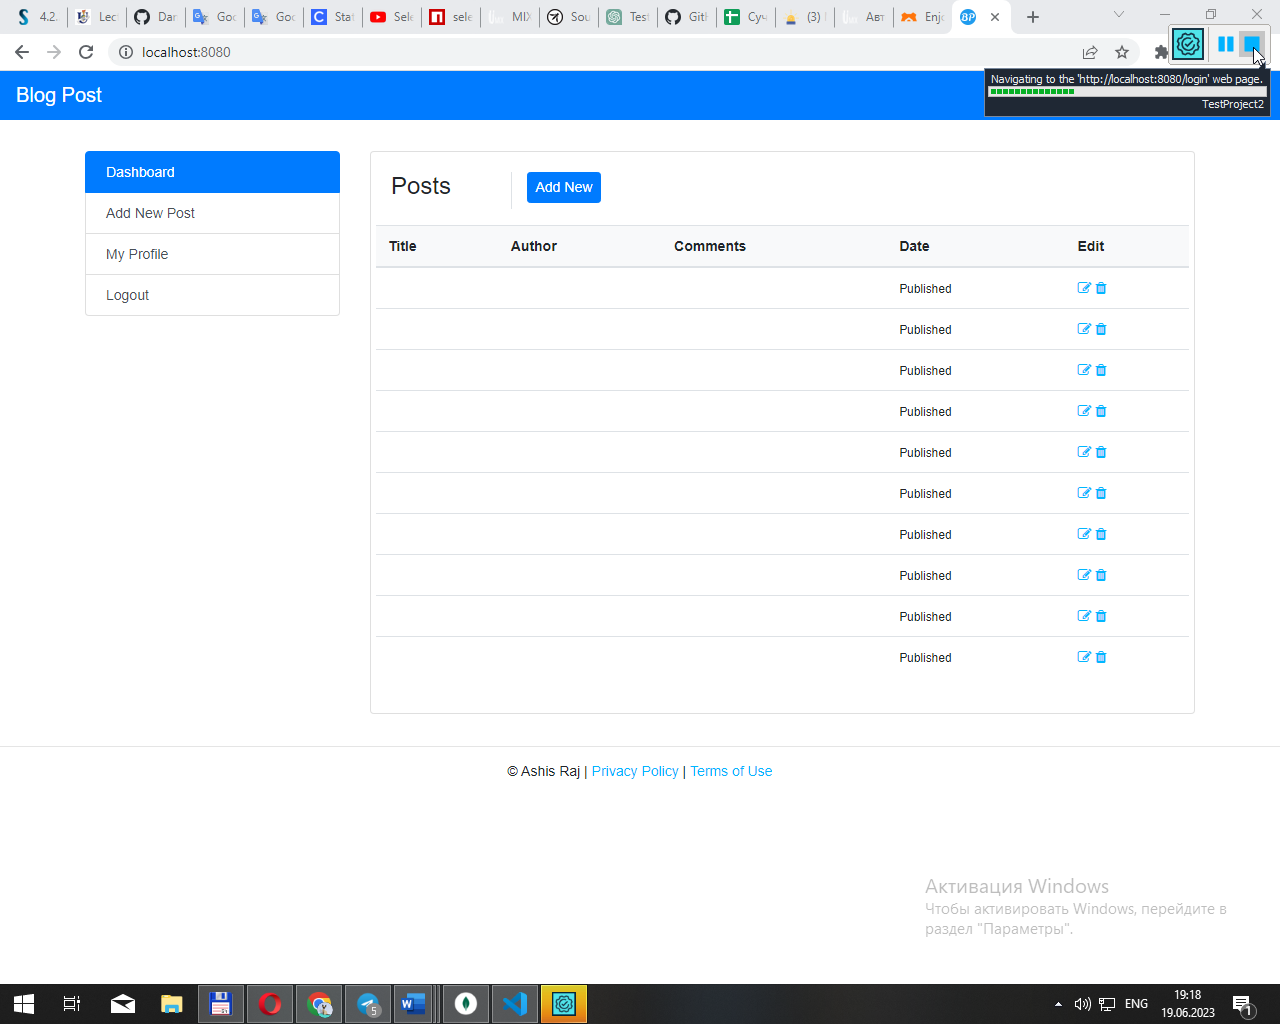 4.2.
Lect
Dar
Goo
Goo
Stat
Sele
sele
MIX
Sou
Test
GitH
Суч
(3)
Авт
Enjo
localhost:8080
Navigating to the 'http://localhost:8080/login' web page.
TestProject2
Blog Post
Dashboard
Add New Post
My Profile
Logout
Posts
Add New
Title Author Comments Date Edit
Published
Published
Published
Published
Published
Published
Published
Published
Published
Published
© Ashis Raj | Privacy Policy | Terms of Use
Активация Windows
Чтобы активировать Windows, перейдите в
раздел "Параметры".
5
ENG
19:18
19.06.2023
1